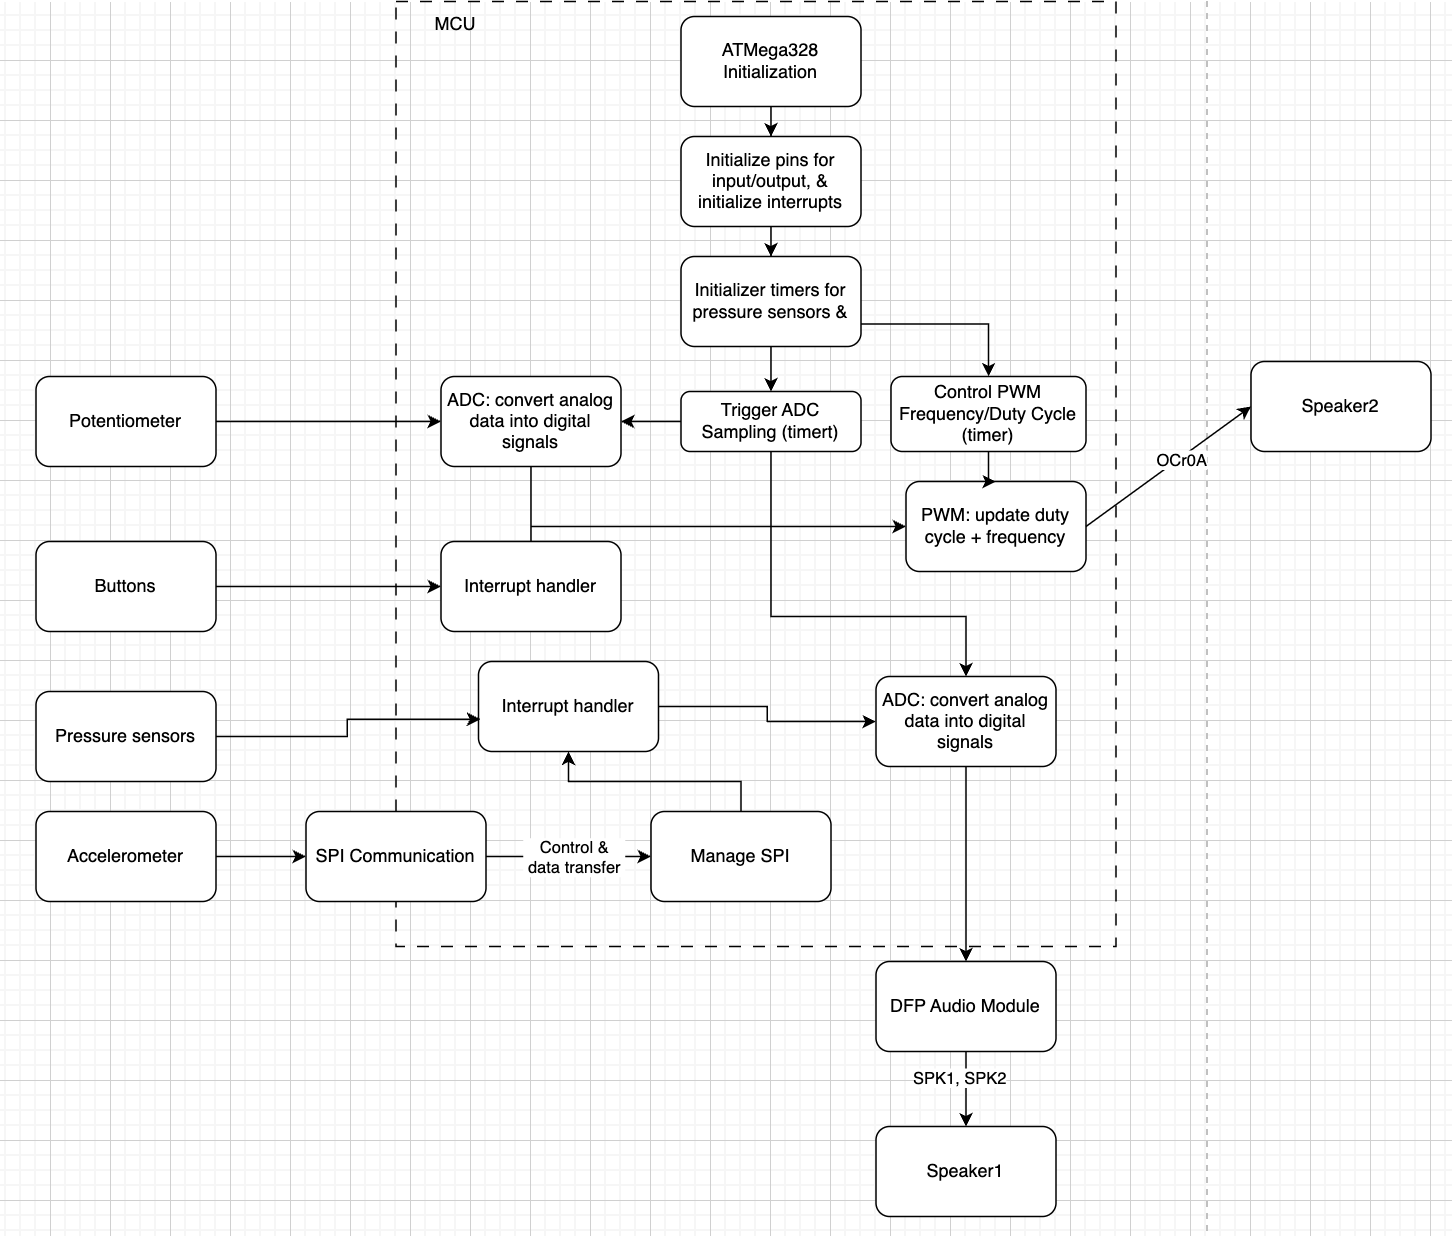 MCU
ATMega328
Initialization
Initialize pins for
input/output, &
initialize interrupts
Initializer timers for
pressure sensors &
Potentiometer
ADC: convert analog
data into digital
signals
Trigger ADC
Sampling (timert)
Control PWM
Frequency/Duty Cycle
(timer)
Speaker2
OCr0A
PWM: update duty
cycle + frequency
Buttons
Interrupt handler
Pressure sensors
Interrupt handler
ADC: convert analog
data into digital
signals
Accelerometer
SPI Communication
Control &
data transfer
Manage SPI
DFP Audio Module
SPK1, SPK2
Speaker1